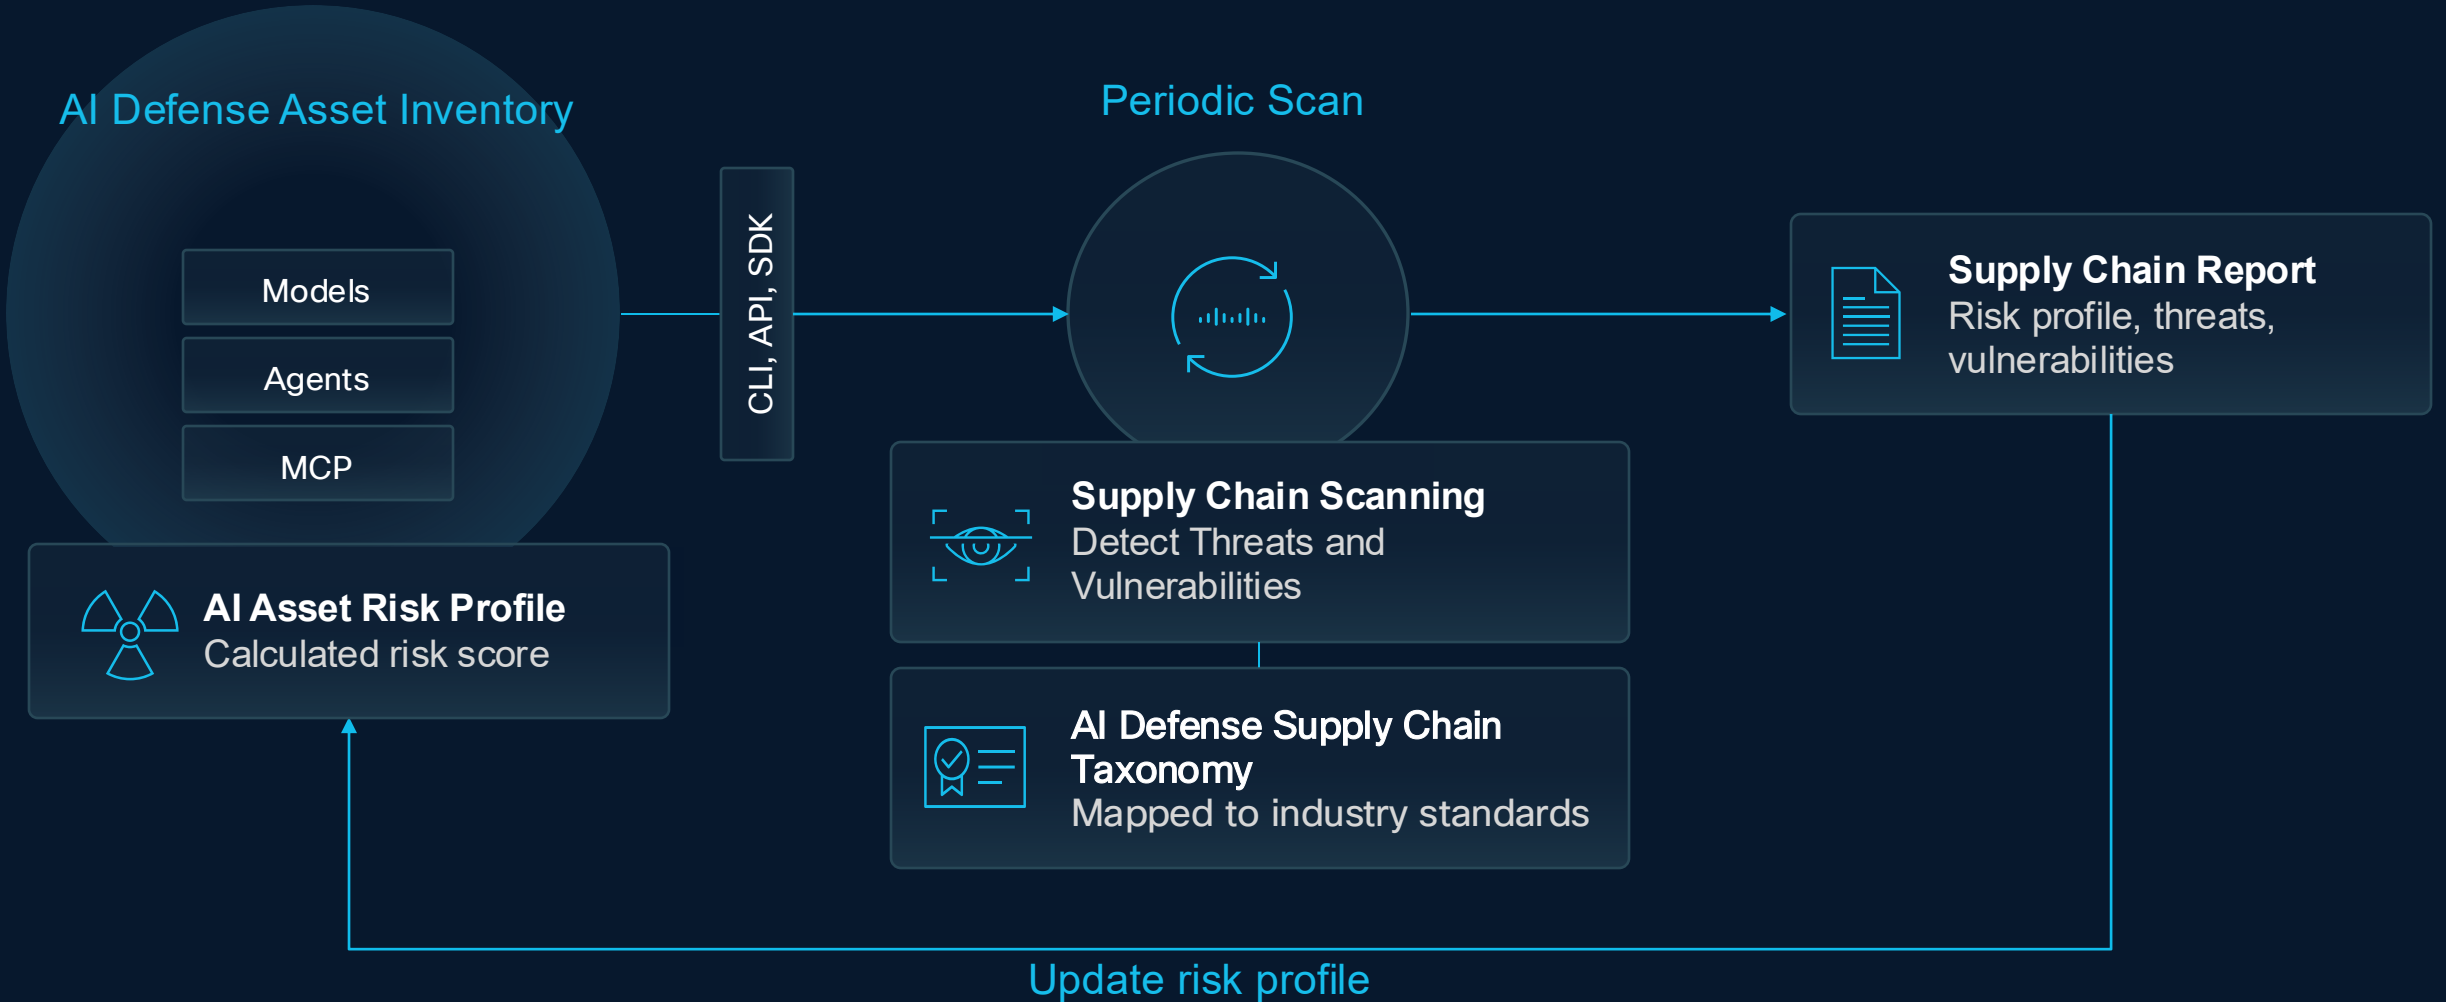 AI Defense Asset Inventory
Models
Agents
MCP
AI Asset Risk Profile
Calculated risk score
CLI, API, SDK
Periodic Scan
Supply Chain Scanning
Detect Threats and
Vulnerabilities
AI Defense Supply Chain
Taxonomy
Mapped to industry standards
Supply Chain Report
Risk profile, threats,
vulnerabilities
Update risk profile